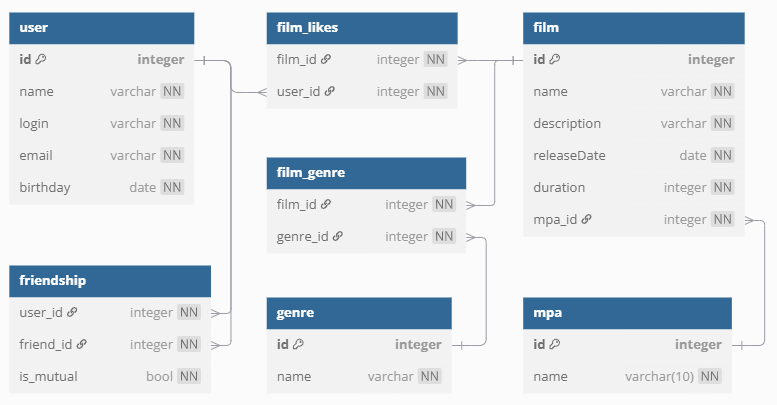 user
id integer
name varchar NN
login varchar NN
email varchar NN
birthday date NN
film_likes
film_id integer NN
user_id integer NN
film
id integer
name varchar NN
description varchar NN
releaseDate date NN
duration integer NN
mpa_id integer NN
film_genre
film_id integer NN
genre_id integer NN
friendship
user_id integer NN
friend_id integer NN
is_mutual bool NN
genre
id integer
name varchar NN
mpa
id integer
name varchar(10) NN